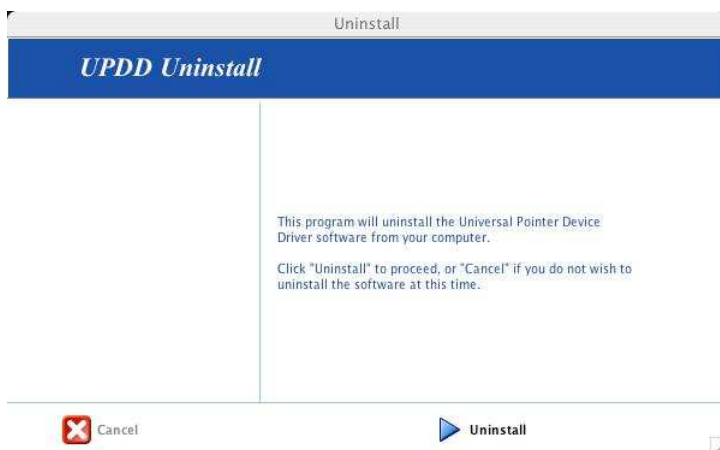 Uninstall
UPDD Uninstall
This program will uninstall the Universal Pointer Device
Driver software from your computer.
Click "Uninstall" to proceed, or "Cancel" if you do not wish to
uninstall the software at this time.
Cancel
Uninstall